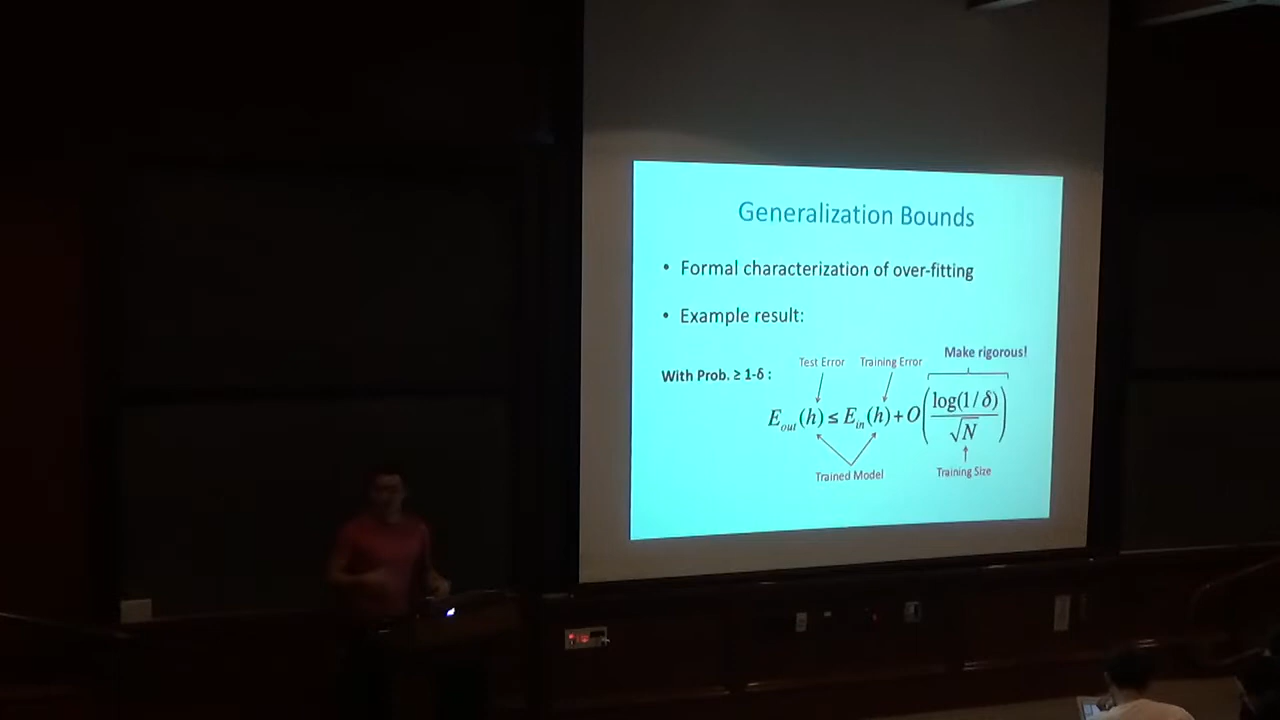 Generalization Bounds
• Formal characterization of over-fitting
• Example result:
Make rigorous!
Test Error Training Error
With Prob. ≥ 1-δ :
E_out(h) ≤ E_in(h) + O(log(1/δ)/√N)
Trained Model
Training Size